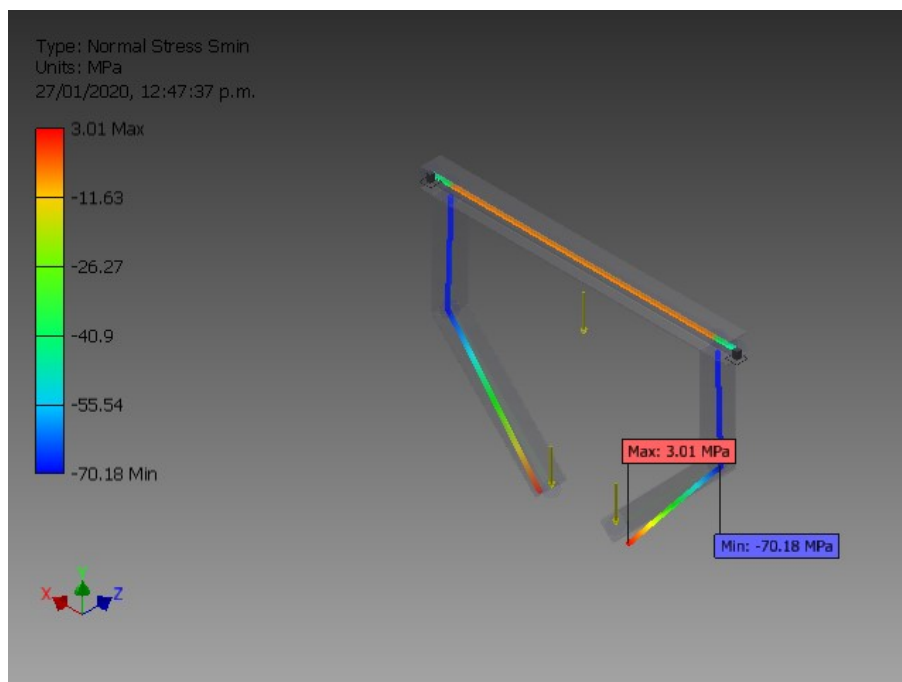 Type: Normal Stress Smin
Units: MPa
27/01/2020, 12:47:37 p.m.
3.01 Max
-11.63
-26.27
-40.9
-55.54
-70.18 Min
Max: 3.01 MPa
Min: -70.18 MPa
Y
X
Z